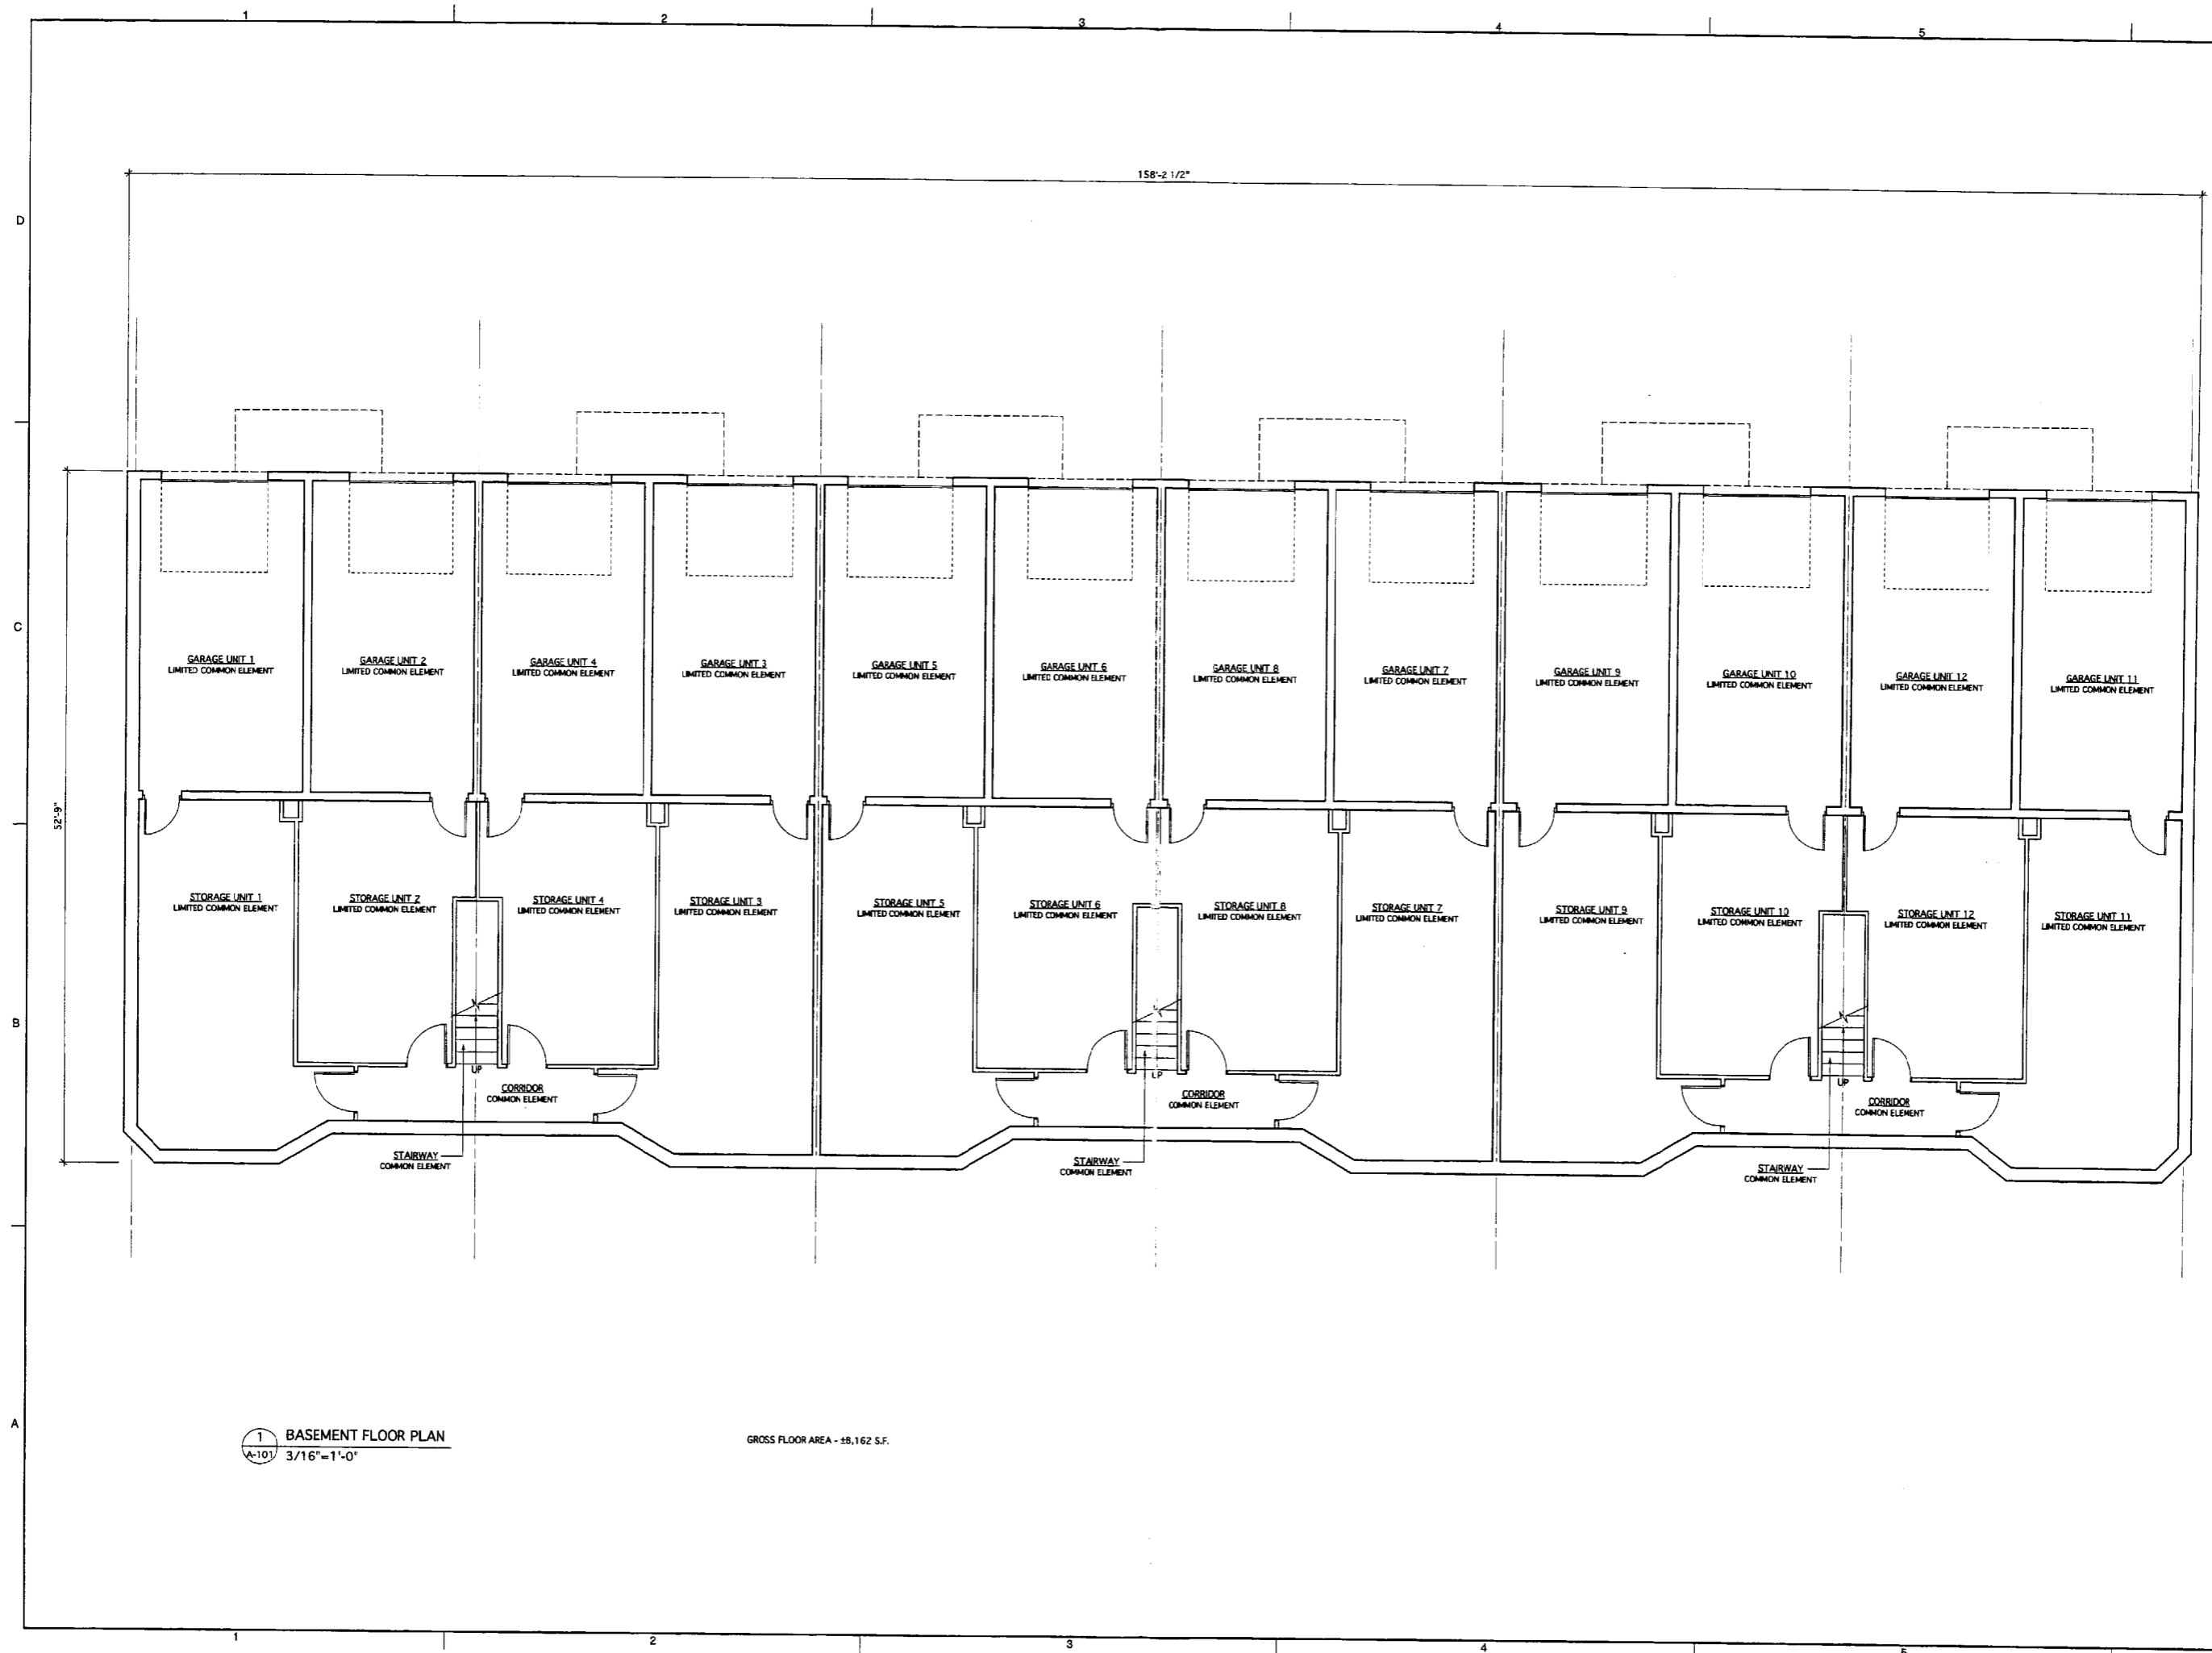 1 2 3 4 5
158'-2 1/2"
D
C
GARAGE UNIT 1
LIMITED COMMON ELEMENT
GARAGE UNIT 2
LIMITED COMMON ELEMENT
GARAGE UNIT 4
LIMITED COMMON ELEMENT
GARAGE UNIT 3
LIMITED COMMON ELEMENT
GARAGE UNIT 5
LIMITED COMMON ELEMENT
GARAGE UNIT 6
LIMITED COMMON ELEMENT
GARAGE UNIT 8
LIMITED COMMON ELEMENT
GARAGE UNIT 7
LIMITED COMMON ELEMENT
GARAGE UNIT 9
LIMITED COMMON ELEMENT
GARAGE UNIT 10
LIMITED COMMON ELEMENT
GARAGE UNIT 12
LIMITED COMMON ELEMENT
GARAGE UNIT 11
LIMITED COMMON ELEMENT
52'-9"
STORAGE UNIT 1
LIMITED COMMON ELEMENT
STORAGE UNIT 2
LIMITED COMMON ELEMENT
STORAGE UNIT 4
LIMITED COMMON ELEMENT
STORAGE UNIT 3
LIMITED COMMON ELEMENT
STORAGE UNIT 5
LIMITED COMMON ELEMENT
STORAGE UNIT 6
LIMITED COMMON ELEMENT
STORAGE UNIT 8
LIMITED COMMON ELEMENT
STORAGE UNIT 7
LIMITED COMMON ELEMENT
STORAGE UNIT 9
LIMITED COMMON ELEMENT
STORAGE UNIT 10
LIMITED COMMON ELEMENT
STORAGE UNIT 12
LIMITED COMMON ELEMENT
STORAGE UNIT 11
LIMITED COMMON ELEMENT
B
UP
UP
UP
CORRIDOR
COMMON ELEMENT
CORRIDOR
COMMON ELEMENT
CORRIDOR
COMMON ELEMENT
STAIRWAY
COMMON ELEMENT
STAIRWAY
COMMON ELEMENT
STAIRWAY
COMMON ELEMENT
A
1
A-101
BASEMENT FLOOR PLAN
3/16"=1'-0"
GROSS FLOOR AREA - ±8,162 S.F.
1 2 3 4 5